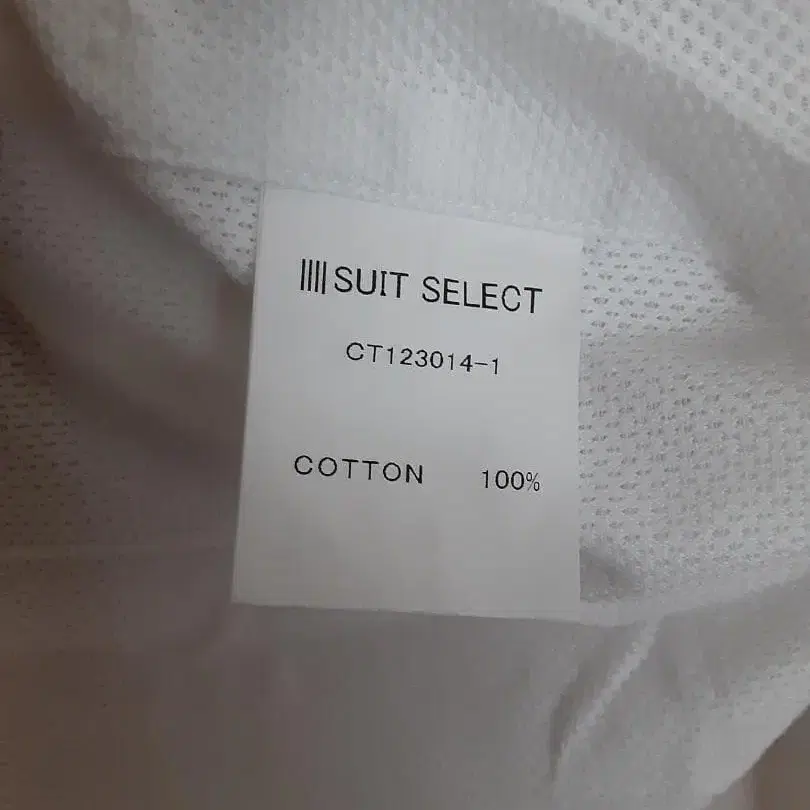 SUIT SELECT
CT123014-1
COTTON 100%